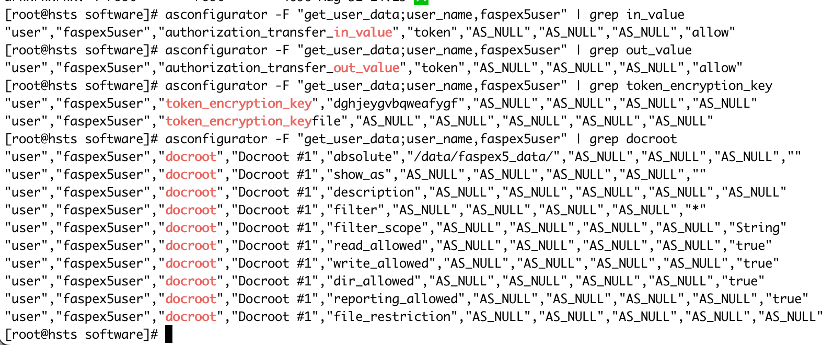 [root@hsts software]# asconfigurator -F "get_user_data;user_name,faspex5user" | grep in_value
"user","faspex5user","authorization_transfer_in_value","token","AS_NULL","AS_NULL","AS_NULL","allow"
[root@hsts software]# asconfigurator -F "get_user_data;user_name,faspex5user" | grep out_value
"user","faspex5user","authorization_transfer_out_value","token","AS_NULL","AS_NULL","AS_NULL","allow"
[root@hsts software]# asconfigurator -F "get_user_data;user_name,faspex5user" | grep token_encryption_key
"user","faspex5user","token_encryption_key","dghjeygvbqweafygf","AS_NULL","AS_NULL","AS_NULL","AS_NULL"
"user","faspex5user","token_encryption_keyfile","AS_NULL","AS_NULL","AS_NULL","AS_NULL","AS_NULL"
[root@hsts software]# asconfigurator -F "get_user_data;user_name,faspex5user" | grep docroot
"user","faspex5user","docroot","Docroot #1","absolute","/data/faspex5_data/","AS_NULL","AS_NULL","AS_NULL",""
"user","faspex5user","docroot","Docroot #1","show_as","AS_NULL","AS_NULL","AS_NULL","AS_NULL",""
"user","faspex5user","docroot","Docroot #1","description","AS_NULL","AS_NULL","AS_NULL","AS_NULL","AS_NULL"
"user","faspex5user","docroot","Docroot #1","filter","AS_NULL","AS_NULL","AS_NULL","AS_NULL","*"
"user","faspex5user","docroot","Docroot #1","filter_scope","AS_NULL","AS_NULL","AS_NULL","AS_NULL","String"
"user","faspex5user","docroot","Docroot #1","read_allowed","AS_NULL","AS_NULL","AS_NULL","AS_NULL","true"
"user","faspex5user","docroot","Docroot #1","write_allowed","AS_NULL","AS_NULL","AS_NULL","AS_NULL","true"
"user","faspex5user","docroot","Docroot #1","dir_allowed","AS_NULL","AS_NULL","AS_NULL","AS_NULL","true"
"user","faspex5user","docroot","Docroot #1","reporting_allowed","AS_NULL","AS_NULL","AS_NULL","AS_NULL","true"
"user","faspex5user","docroot","Docroot #1","file_restriction","AS_NULL","AS_NULL","AS_NULL","AS_NULL","AS_NULL"
[root@hsts software]#